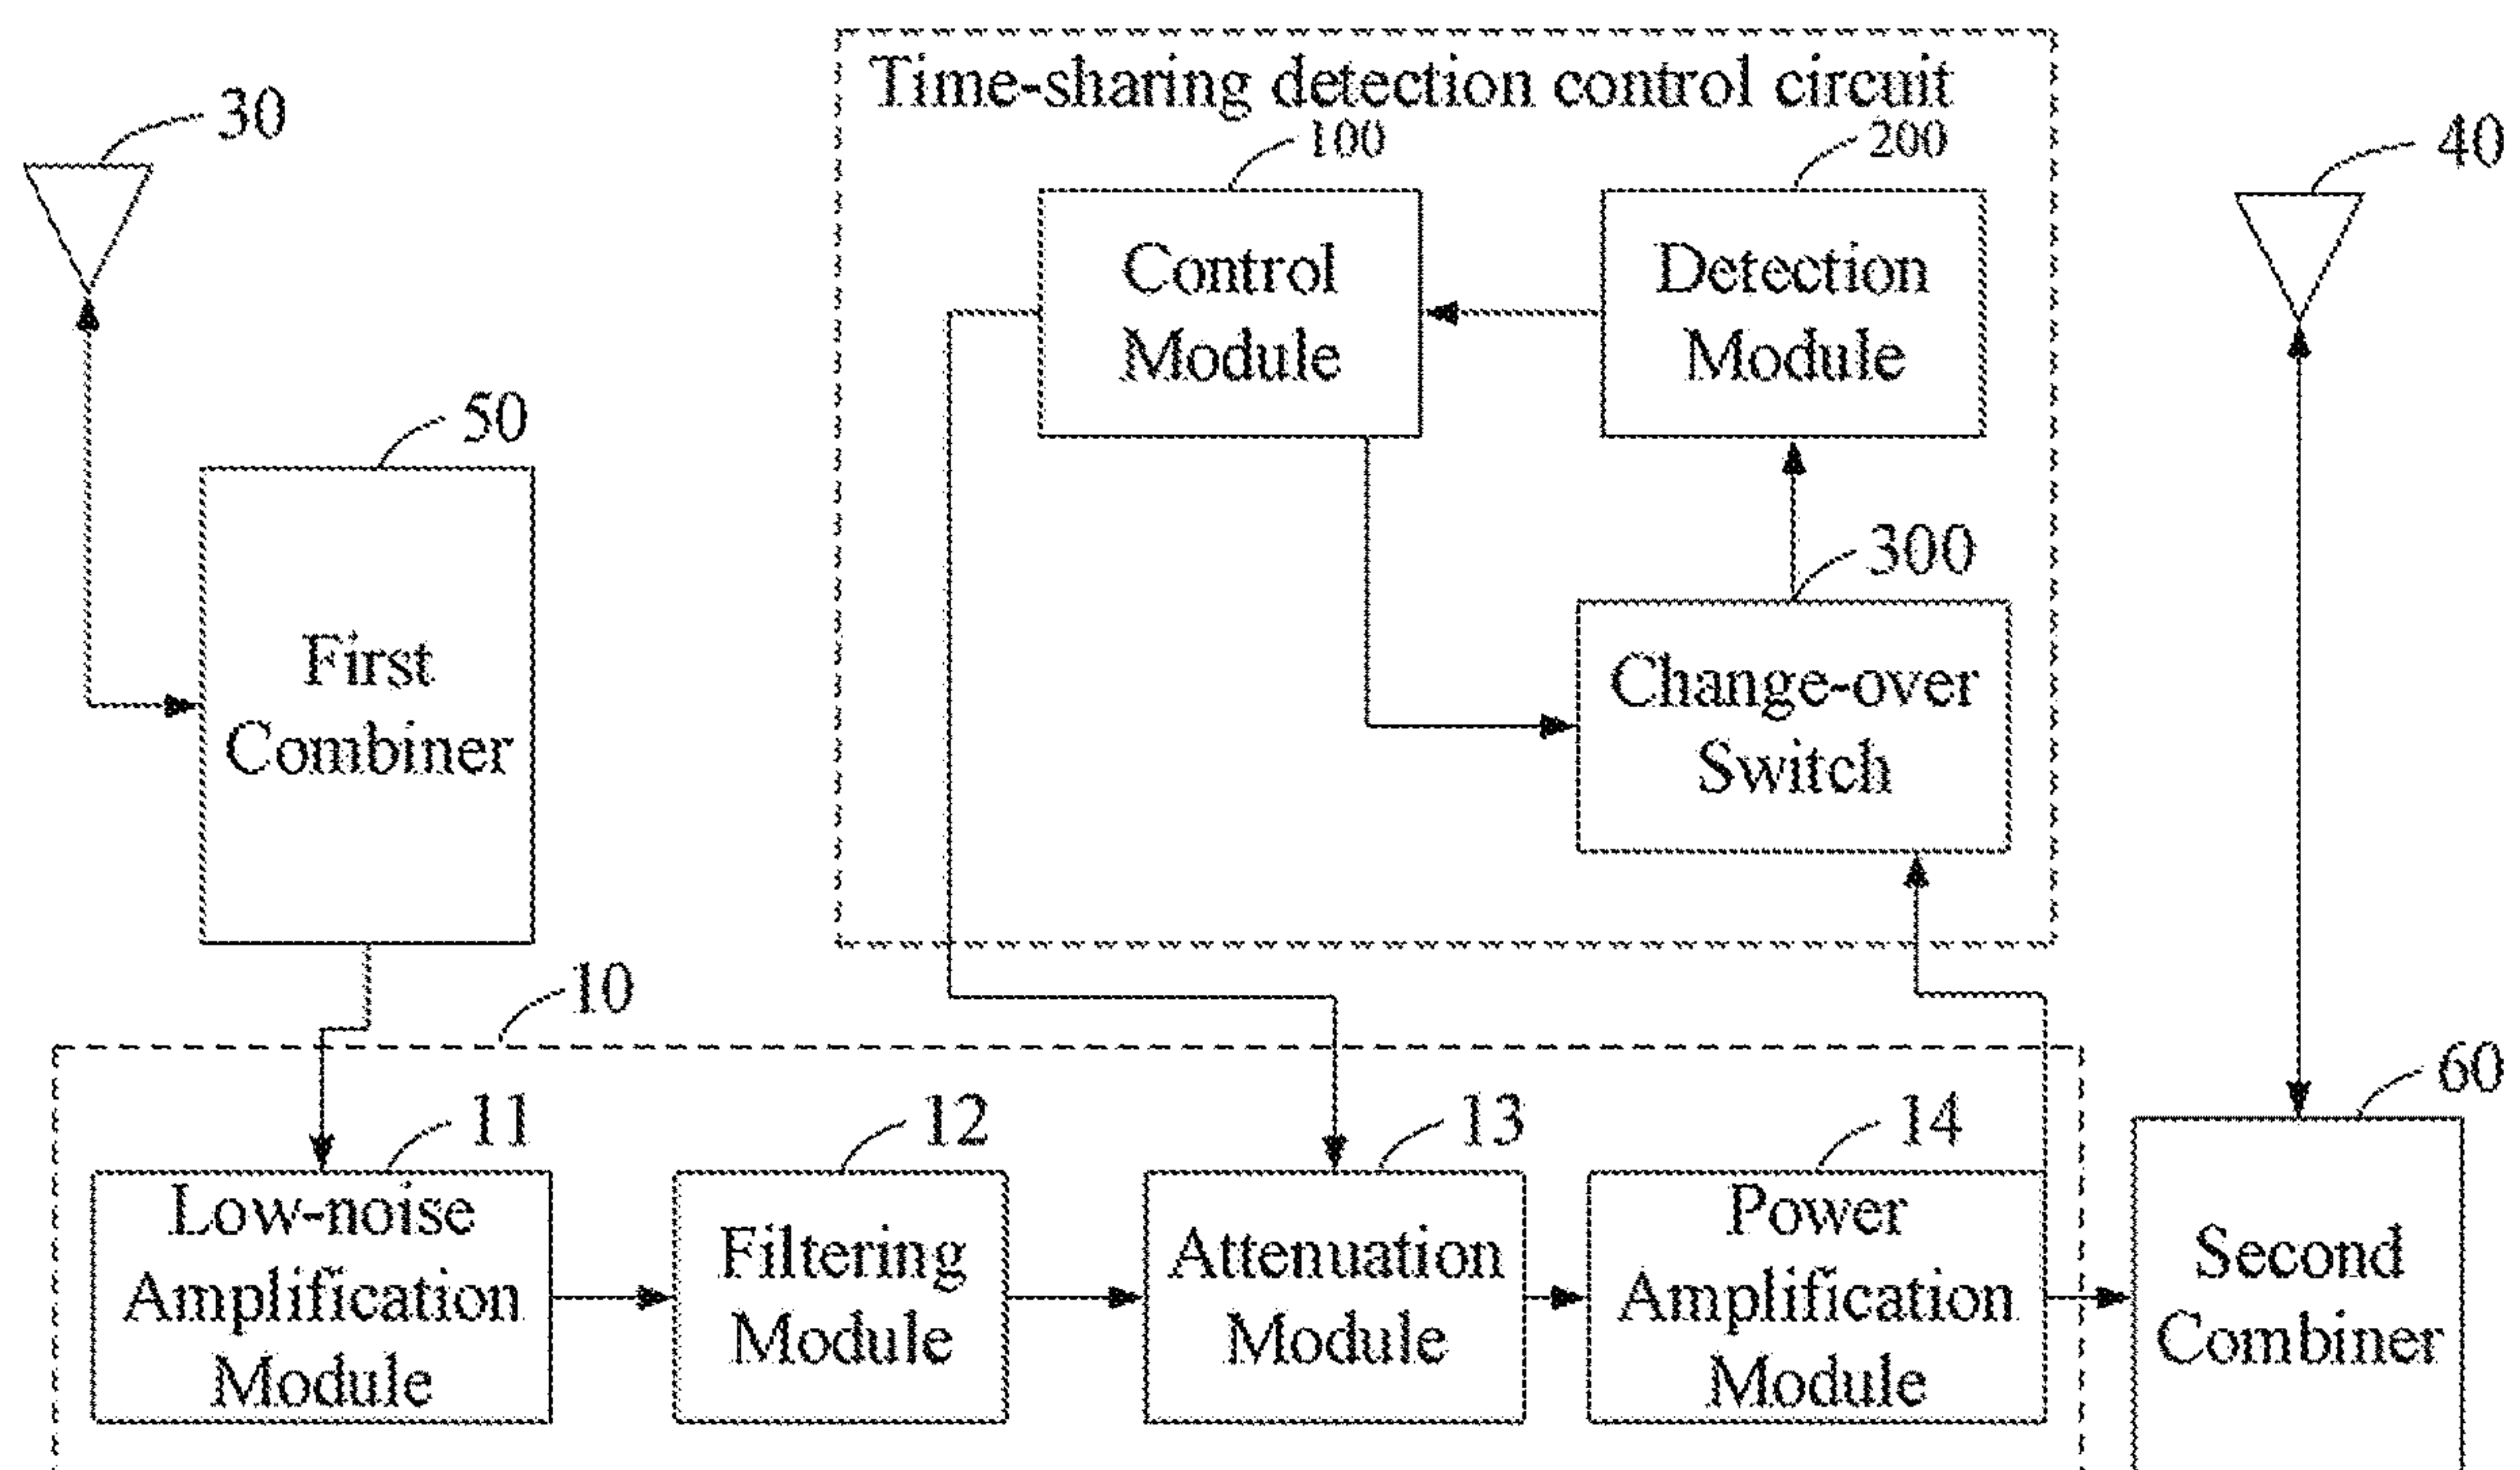 Time-sharing detection control circuit
30
100
200
40
Control
Module
Detection
Module
50
300
First
Combiner
Change-over
Switch
10
60
11
12
13
14
Low-noise
Amplification
Module
Filtering
Module
Attenuation
Module
Power
Amplification
Module
Second
Combiner